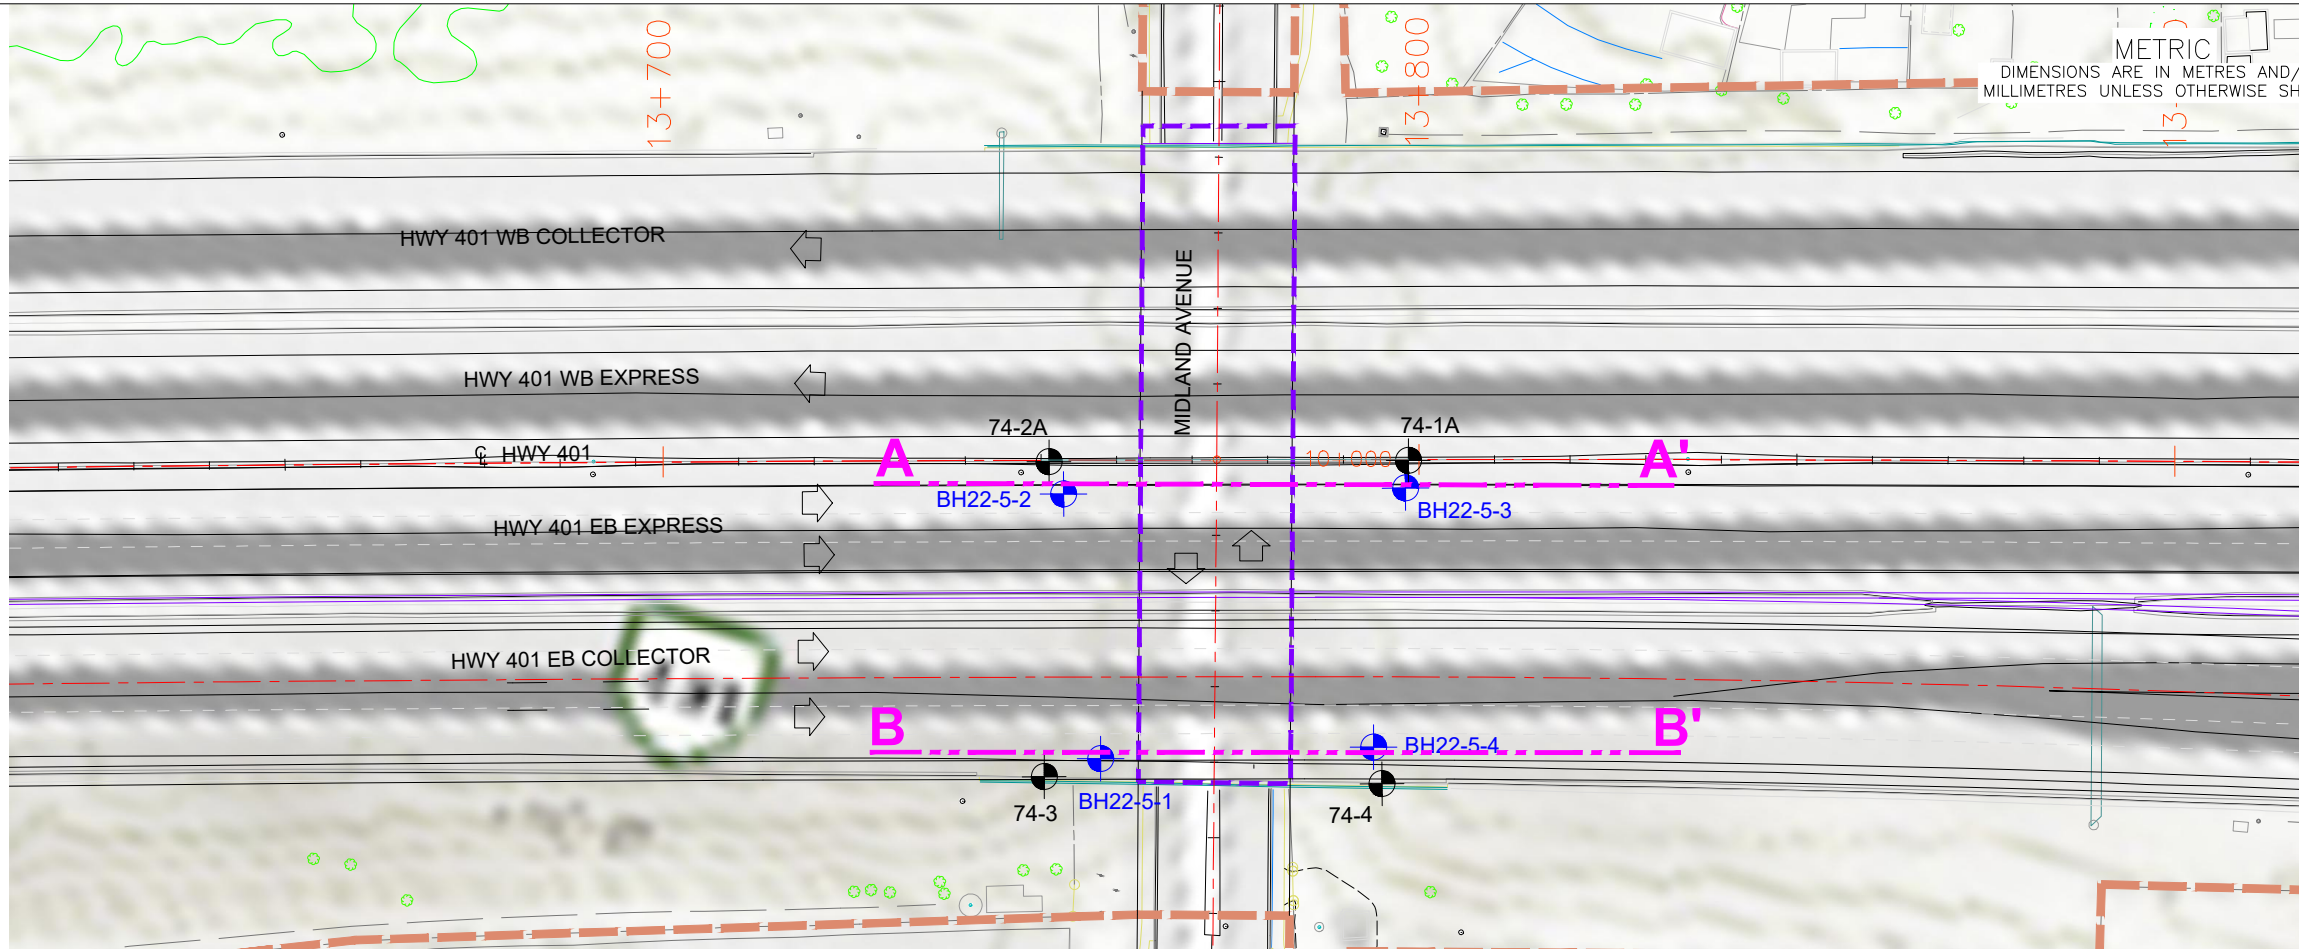 13+700
13+800
METRIC
DIMENSIONS ARE IN METRES AND/
MILLIMETRES UNLESS OTHERWISE SH
HWY 401 WB COLLECTOR
MIDLAND AVENUE
HWY 401 WB EXPRESS
74-2A
74-1A
A
℄ HWY 401
10+000
A'
BH22-5-2
BH22-5-3
HWY 401 EB EXPRESS
HWY 401 EB COLLECTOR
B
B'
BH22-5-4
74-3
BH22-5-1
74-4